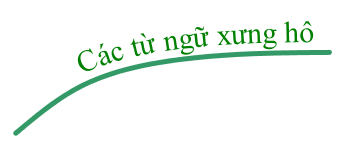 Các từ ngữ xưng hô